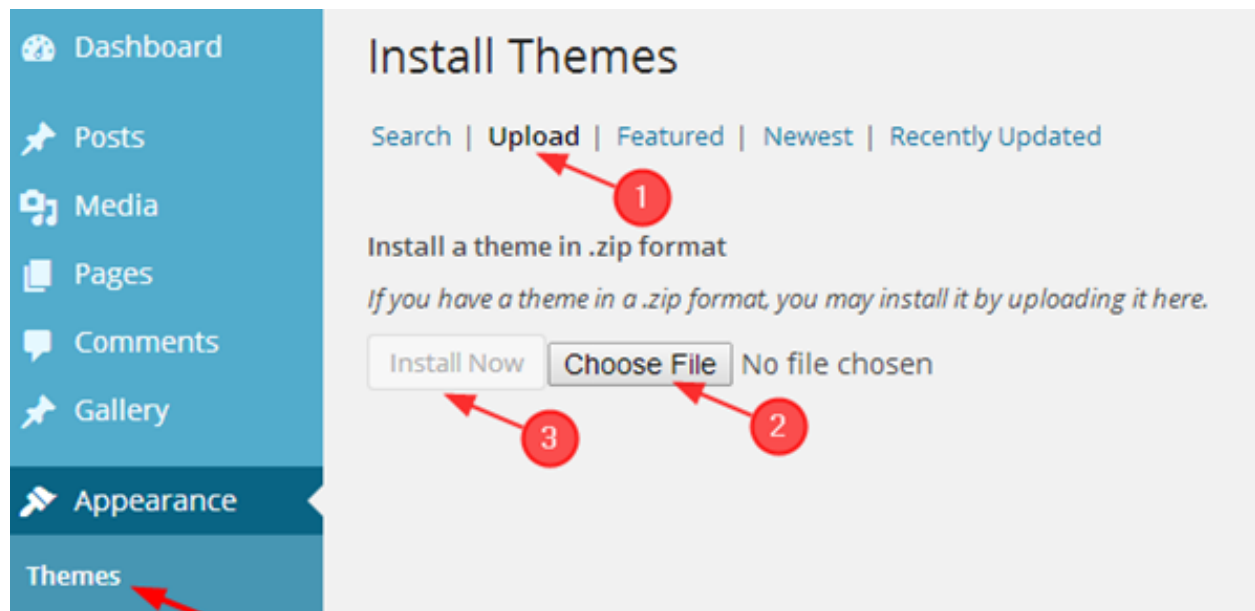 Dashboard
Posts
Media
Pages
Comments
Gallery
Appearance
Themes
Install Themes
Search | Upload | Featured | Newest | Recently Updated
1
Install a theme in .zip format
If you have a theme in a .zip format, you may install it by uploading it here.
Install Now Choose File No file chosen
3 2